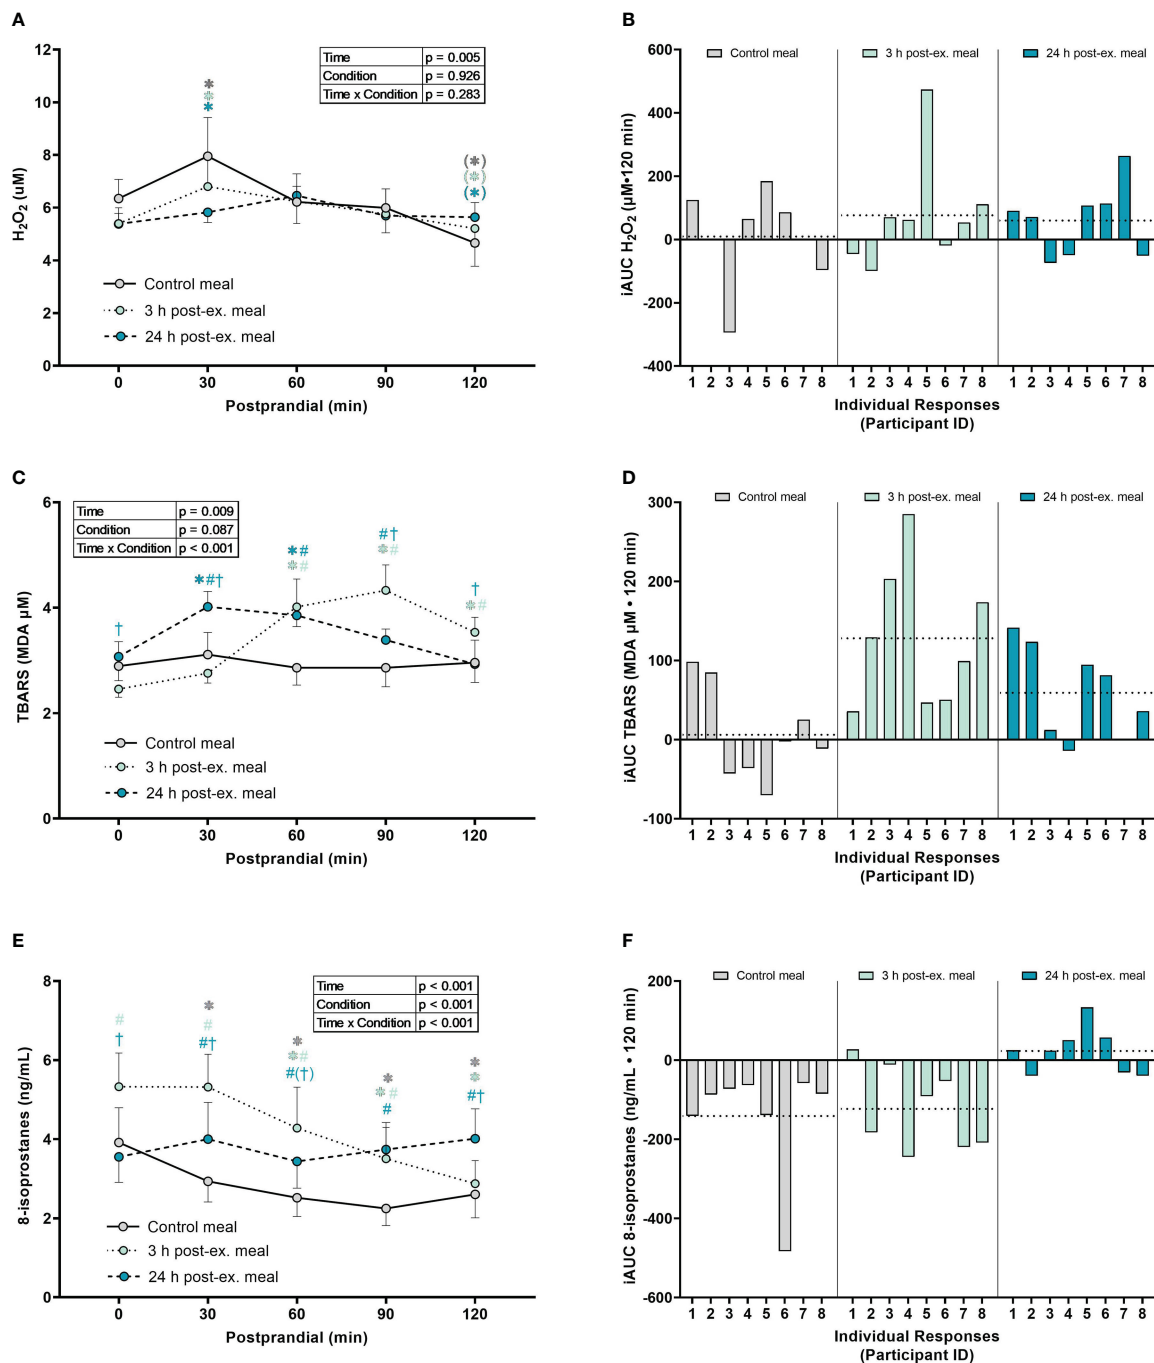 A
12
10
8
6
4
2
0
H₂O₂ (uM)
Time p = 0.005
Condition p = 0.926
Time x Condition p = 0.283
*
*
*
(*)
(*)
(*)
Control meal
3 h post-ex. meal
24 h post-ex. meal
0 30 60 90 120
Postprandial (min)
B
600
400
200
0
-200
-400
iAUC H₂O₂ (µM•120 min)
Control meal 3 h post-ex. meal 24 h post-ex. meal
1 2 3 4 5 6 7 8 1 2 3 4 5 6 7 8 1 2 3 4 5 6 7 8
Individual Responses
(Participant ID)
C
6
4
2
0
TBARS (MDA µM)
Time p = 0.009
Condition p = 0.087
Time x Condition p < 0.001
†
*#†
*#
*#
#†
*#
†
*#
Control meal
3 h post-ex. meal
24 h post-ex. meal
0 30 60 90 120
Postprandial (min)
D
300
200
100
0
-100
iAUC TBARS (MDA µM • 120 min)
Control meal 3 h post-ex. meal 24 h post-ex. meal
1 2 3 4 5 6 7 8 1 2 3 4 5 6 7 8 1 2 3 4 5 6 7 8
Individual Responses
(Participant ID)
E
8
6
4
2
0
8-isoprostanes (ng/mL)
Time p < 0.001
Condition p < 0.001
Time x Condition p < 0.001
#
†
*
#
#†
*
*#
#(†)
*
*#
#
*
*
#†
Control meal
3 h post-ex. meal
24 h post-ex. meal
0 30 60 90 120
Postprandial (min)
F
200
0
-200
-400
-600
iAUC 8-isoprostanes (ng/mL • 120 min)
Control meal 3 h post-ex. meal 24 h post-ex. meal
1 2 3 4 5 6 7 8 1 2 3 4 5 6 7 8 1 2 3 4 5 6 7 8
Individual Responses
(Participant ID)